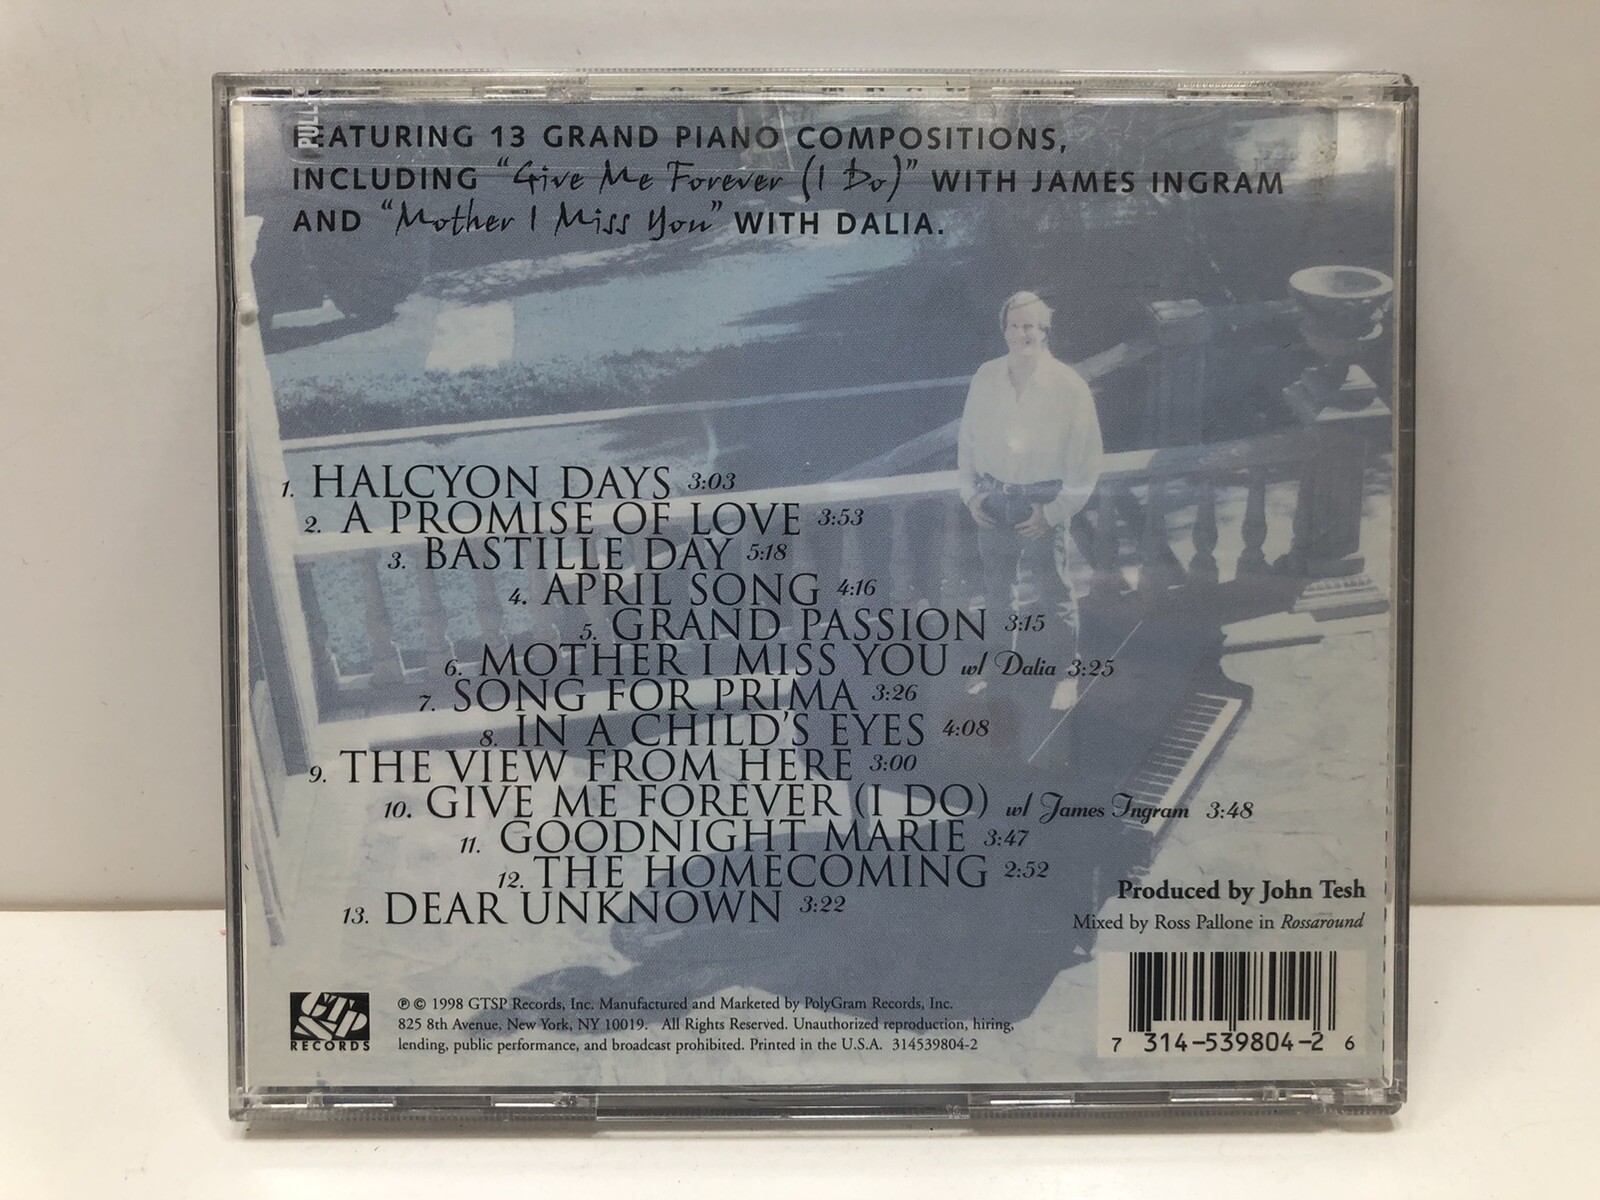 PULL
FEATURING 13 GRAND PIANO COMPOSITIONS,
INCLUDING "Give Me Forever (I Do)" WITH JAMES INGRAM
AND "Mother I Miss You" WITH DALIA.
1. HALCYON DAYS 3:03
2. A PROMISE OF LOVE 3:53
3. BASTILLE DAY 5:18
4. APRIL SONG 4:16
5. GRAND PASSION 3:15
6. MOTHER I MISS YOU w/ Dalia 3:25
7. SONG FOR PRIMA 3:26
8. IN A CHILD'S EYES 4:08
9. THE VIEW FROM HERE 3:00
10. GIVE ME FOREVER (I DO) w/ James Ingram 3:48
11. GOODNIGHT MARIE 3:47
12. THE HOMECOMING 2:52
13. DEAR UNKNOWN 3:22
Produced by John Tesh
Mixed by Ross Pallone in Rossaround
GTSP
RECORDS
℗ © 1998 GTSP Records, Inc. Manufactured and Marketed by PolyGram Records, Inc.
825 8th Avenue, New York, NY 10019. All Rights Reserved. Unauthorized reproduction, hiring,
lending, public performance, and broadcast prohibited. Printed in the U.S.A. 314539804-2
7 314-539804-2 6